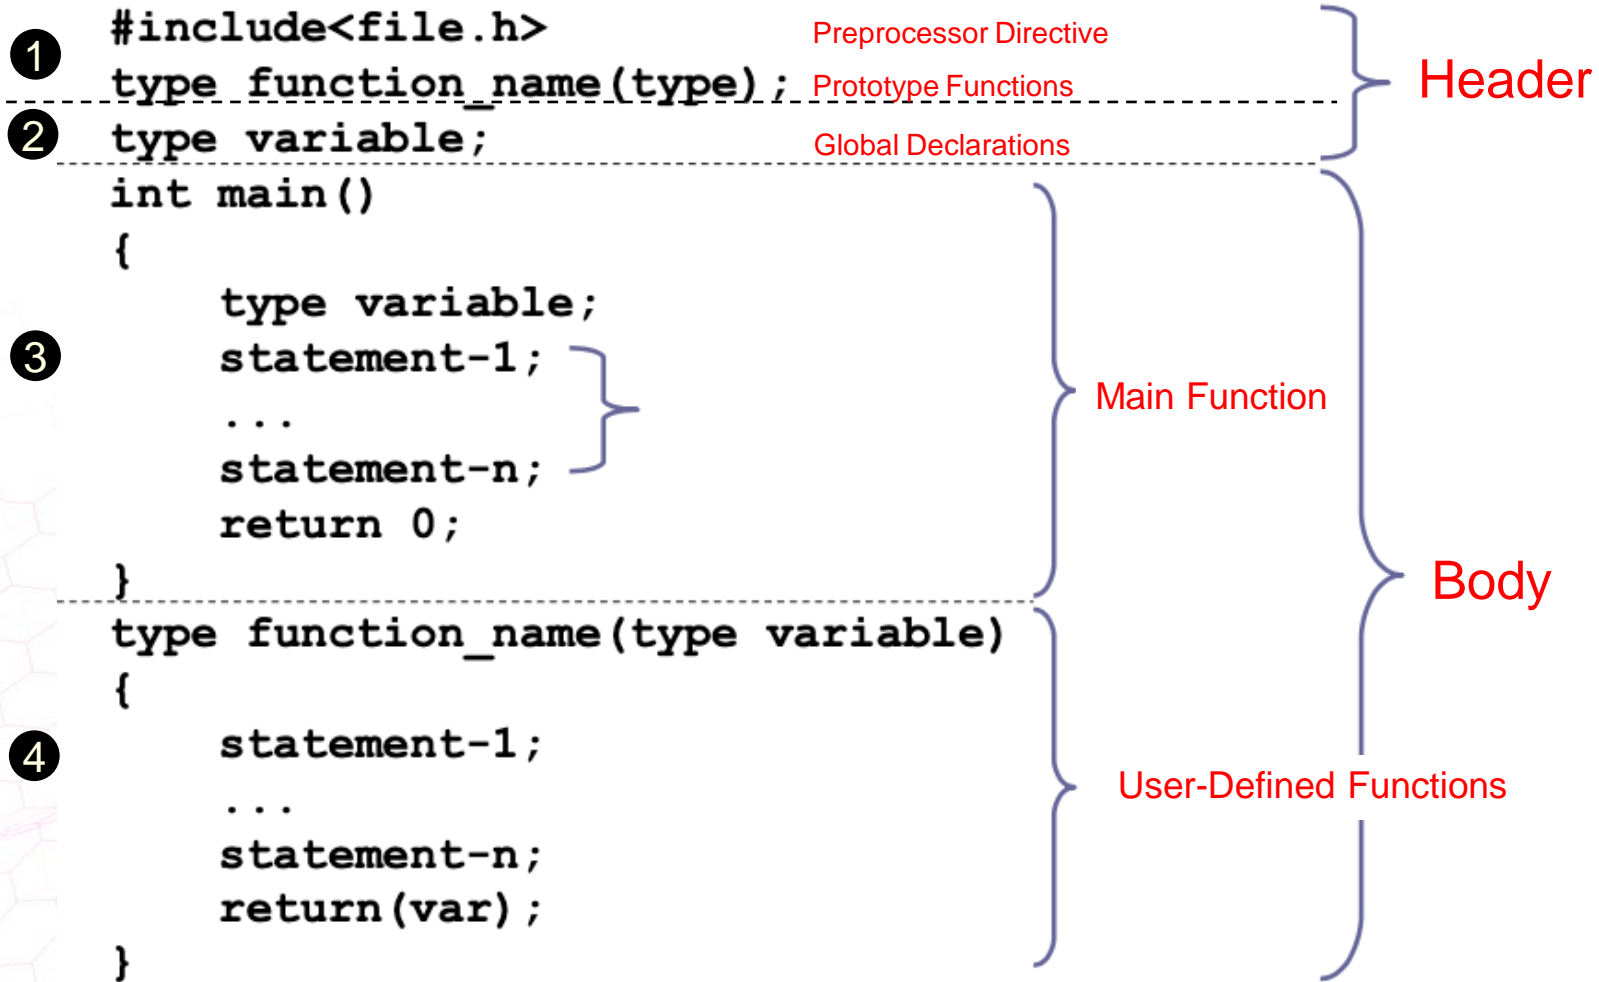 #include<file.h> Preprocessor Directive
1
type function_name(type); Prototype Functions
Header
2 type variable; Global Declarations
int main()
{
type variable;
3 statement-1;
Main Function
...
statement-n;
return 0;
}
Body
type function_name(type variable)
{
statement-1;
4
User-Defined Functions
...
statement-n;
return(var);
}